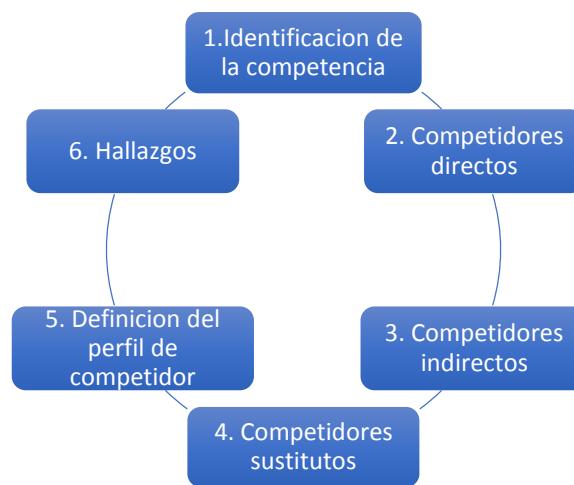 1.Identificacion de
la competencia
2. Competidores
directos
3. Competidores
indirectos
4. Competidores
sustitutos
5. Definicion del
perfil de
competidor
6. Hallazgos